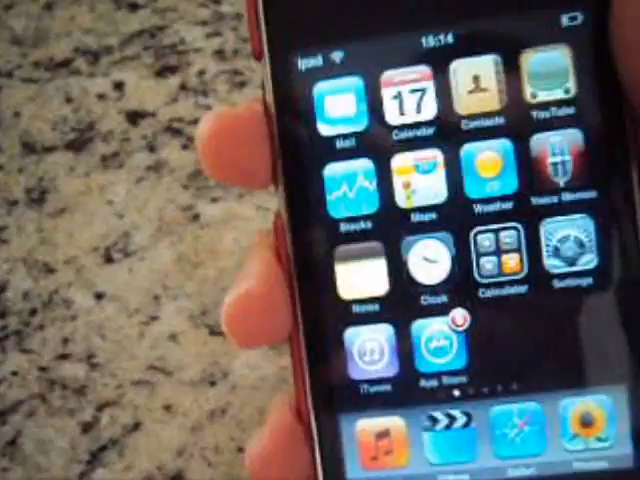 ipod 15:14
17
Mail Calendar Contacts YouTube
Stocks Maps Weather Voice Memos
Notes Clock Calculator Settings
iTunes App Store
Safari